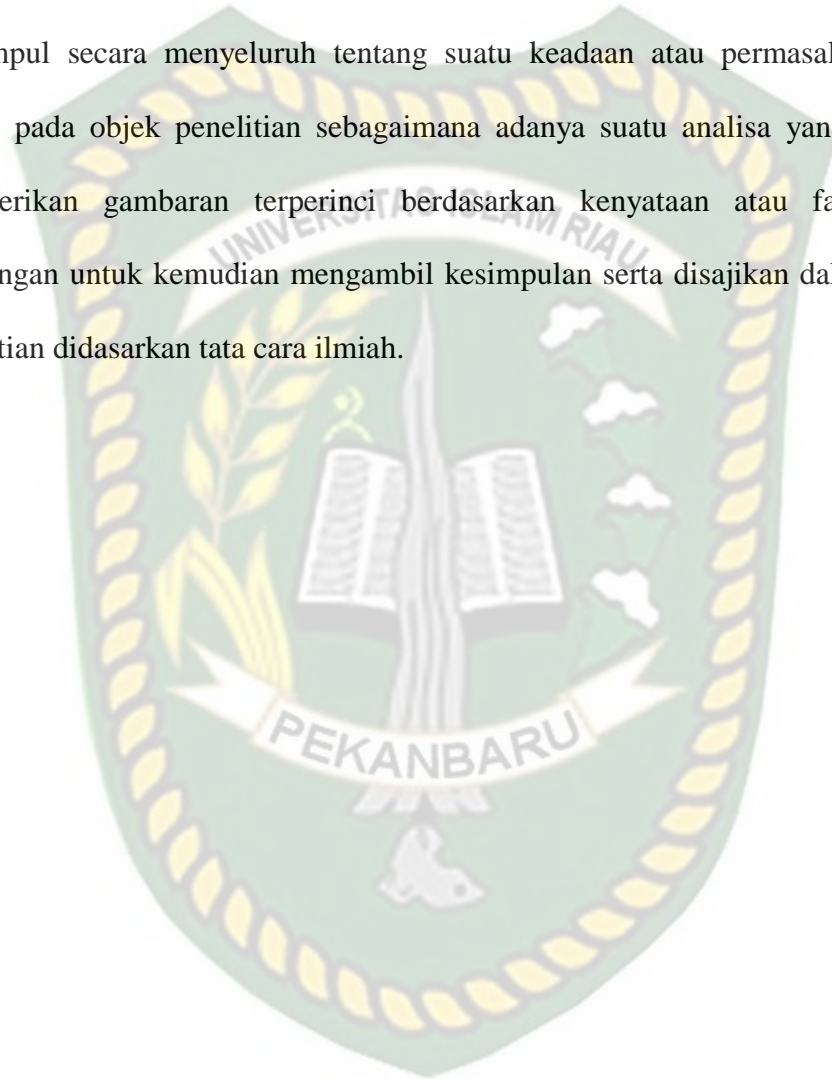 npul secara menyeluruh tentang suatu keadaan atau permasal
pada objek penelitian sebagaimana adanya suatu analisa yan
erikan gambaran terperinci berdasarkan kenyataan atau fa
ngan untuk kemudian mengambil kesimpulan serta disajikan dal
tian didasarkan tata cara ilmiah.
UNIVERSITAS ISLAM RIAU
PEKANBARU